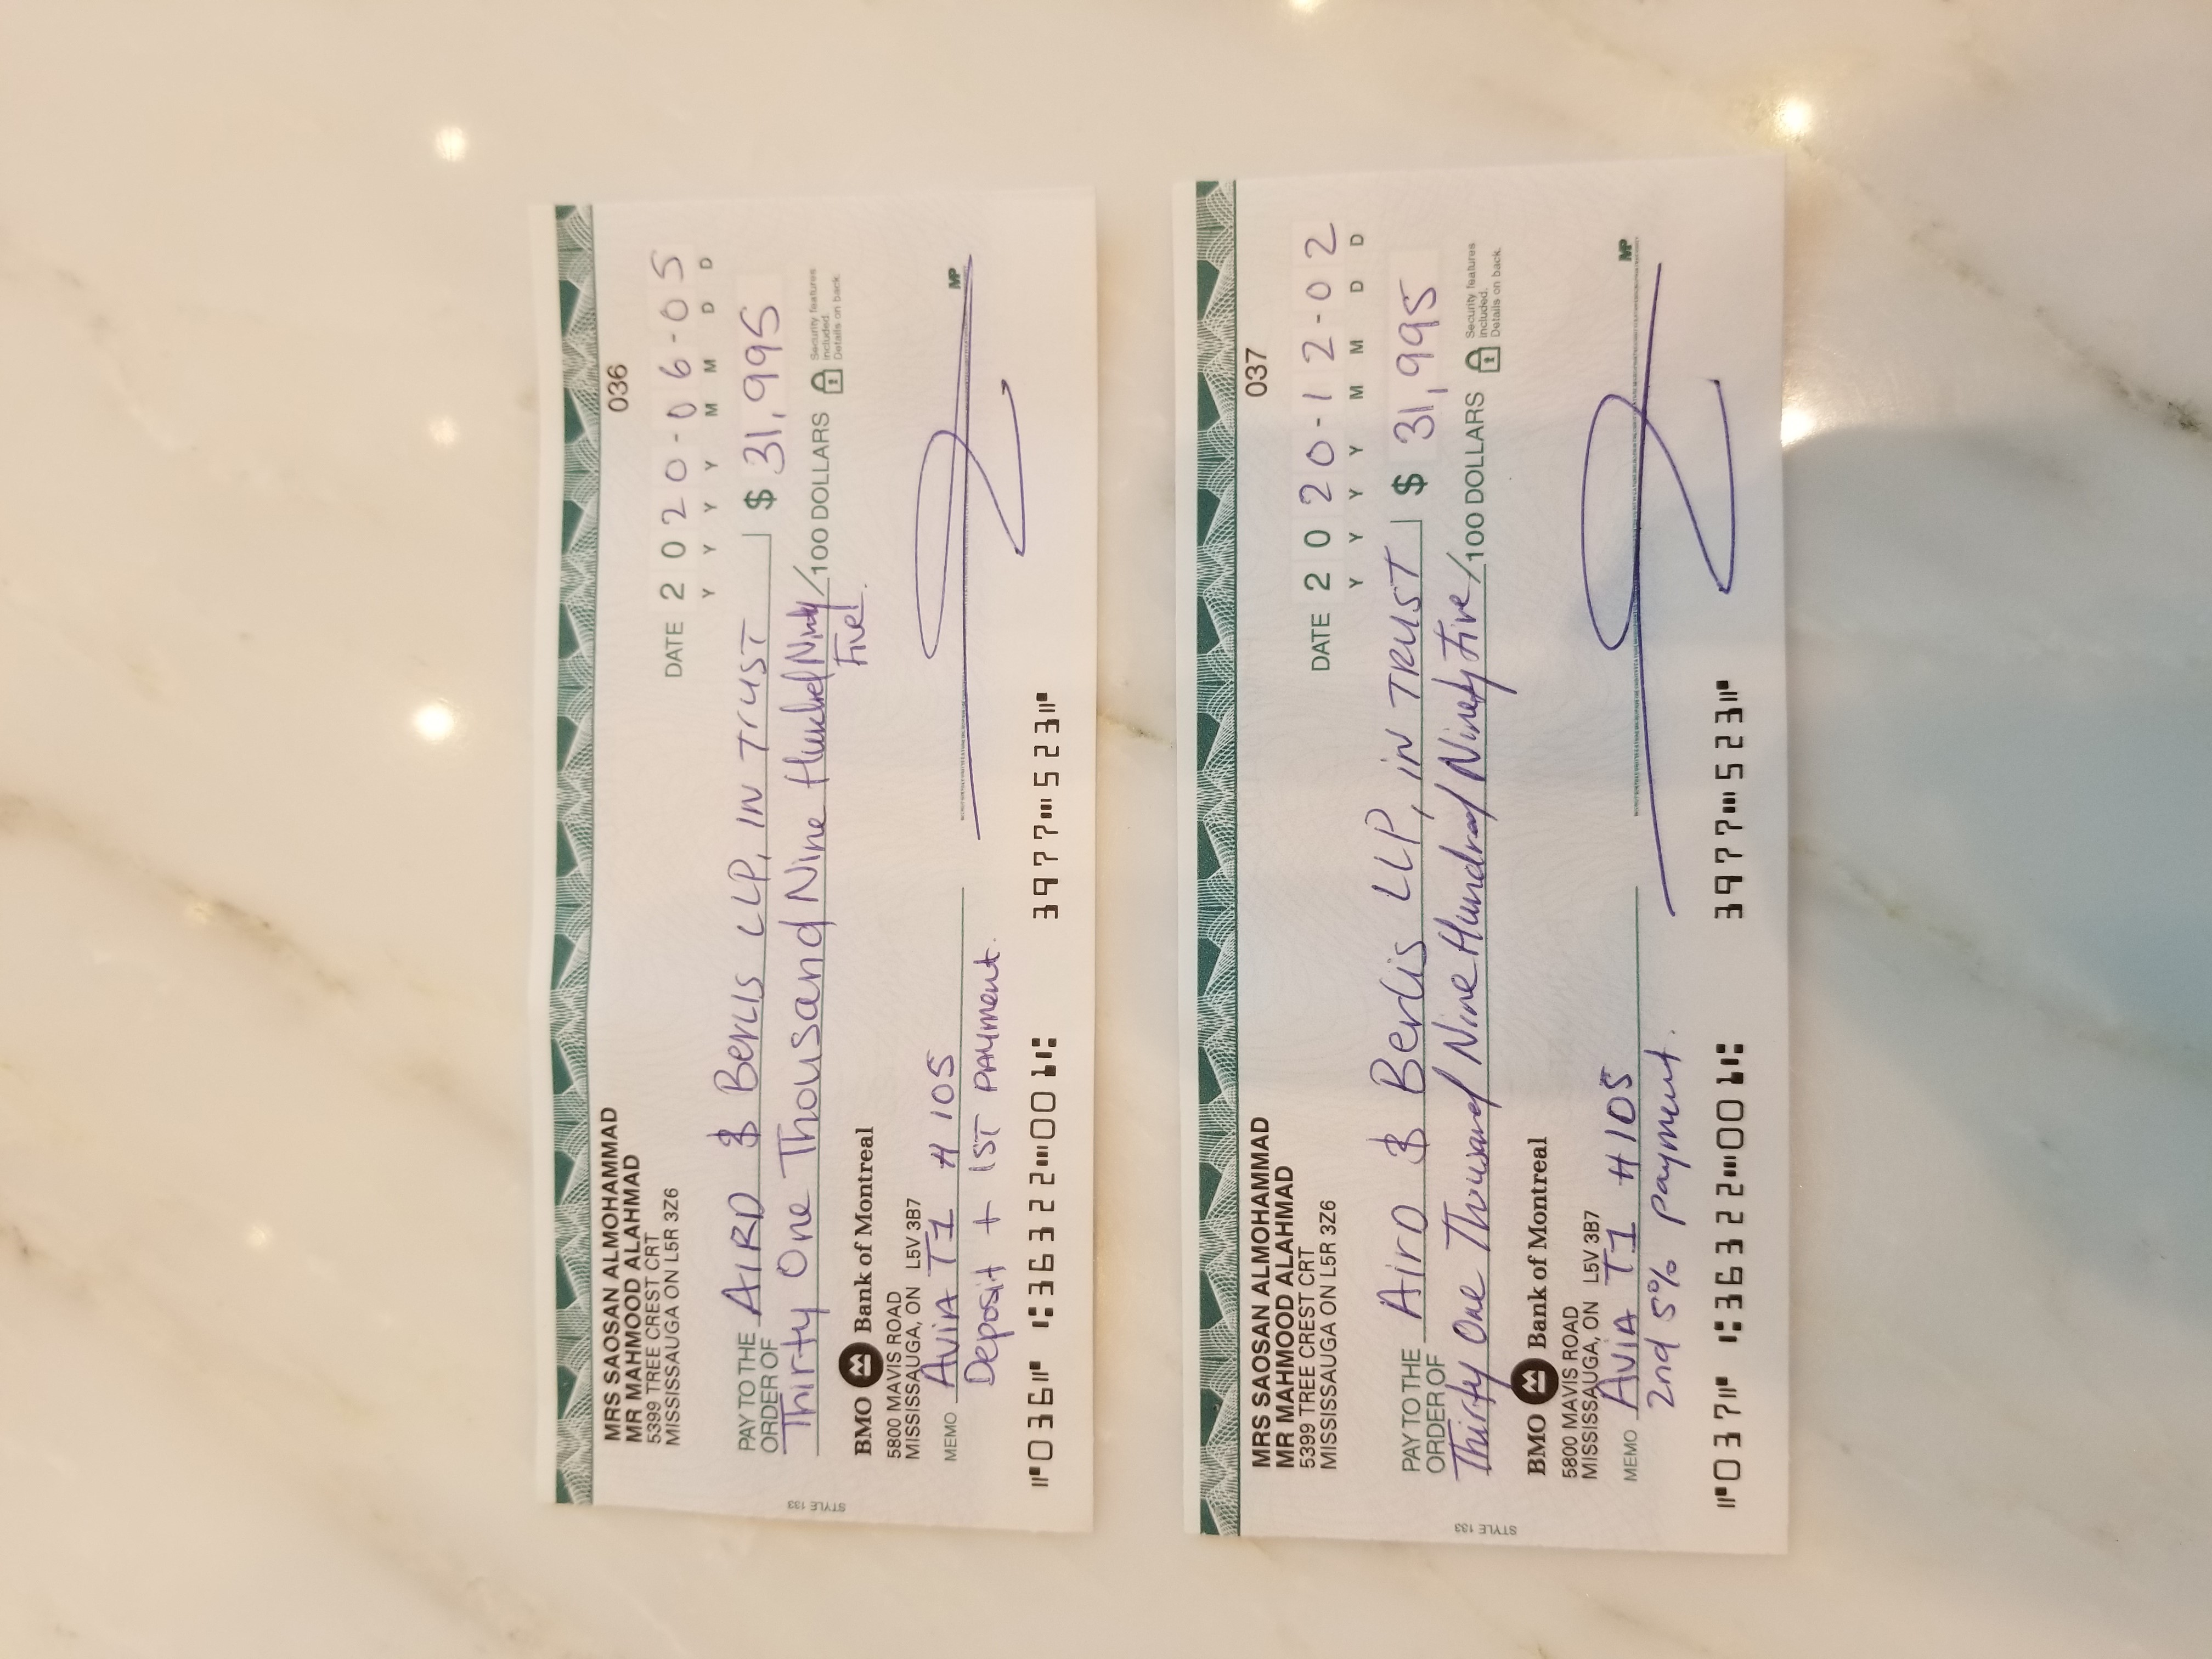 MRS SAOSAN ALMOHAMMAD
MR MAHMOOD ALAHMAD
5399 TREE CREST CRT
MISSISSAUGA ON L5R 3Z6
036
DATE 2020-06-05
Y Y Y Y M M D D
PAY TO THE
ORDER OF AIRD & Berlis LLP, IN Trust $ 31,995
Thirty One Thousand Nine Hundred Ninty /100 DOLLARS
Five
Security features
included.
Details on back.
BMO Bank of Montreal
5800 MAVIS ROAD
MISSISSAUGA, ON L5V 3B7
MEMO AViA T1 # 105
Deposit + 1ST PAYment.
MP
STYLE 133
⑈036⑈ ⑆36322⑉001⑆ 3977⑉523⑈
MRS SAOSAN ALMOHAMMAD
MR MAHMOOD ALAHMAD
5399 TREE CREST CRT
MISSISSAUGA ON L5R 3Z6
037
DATE 2020-12-02
Y Y Y Y M M D D
PAY TO THE
ORDER OF AirD & Berlis LLP, in TRUST $ 31,995
Thirty One Thousand Nine Hundred Ninety Five /100 DOLLARS
Security features
included.
Details on back.
BMO Bank of Montreal
5800 MAVIS ROAD
MISSISSAUGA, ON L5V 3B7
MEMO AViA T1 #105
2nd 5% payment.
MP
STYLE 133
⑈037⑈ ⑆36322⑉001⑆ 3977⑉523⑈